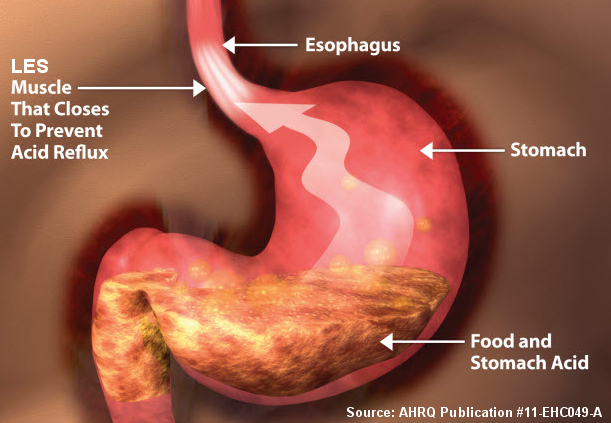 Esophagus
LES
Muscle
That Closes
To Prevent
Acid Reflux
Stomach
Food and
Stomach Acid
Source: AHRQ Publication #11-EHC049-A